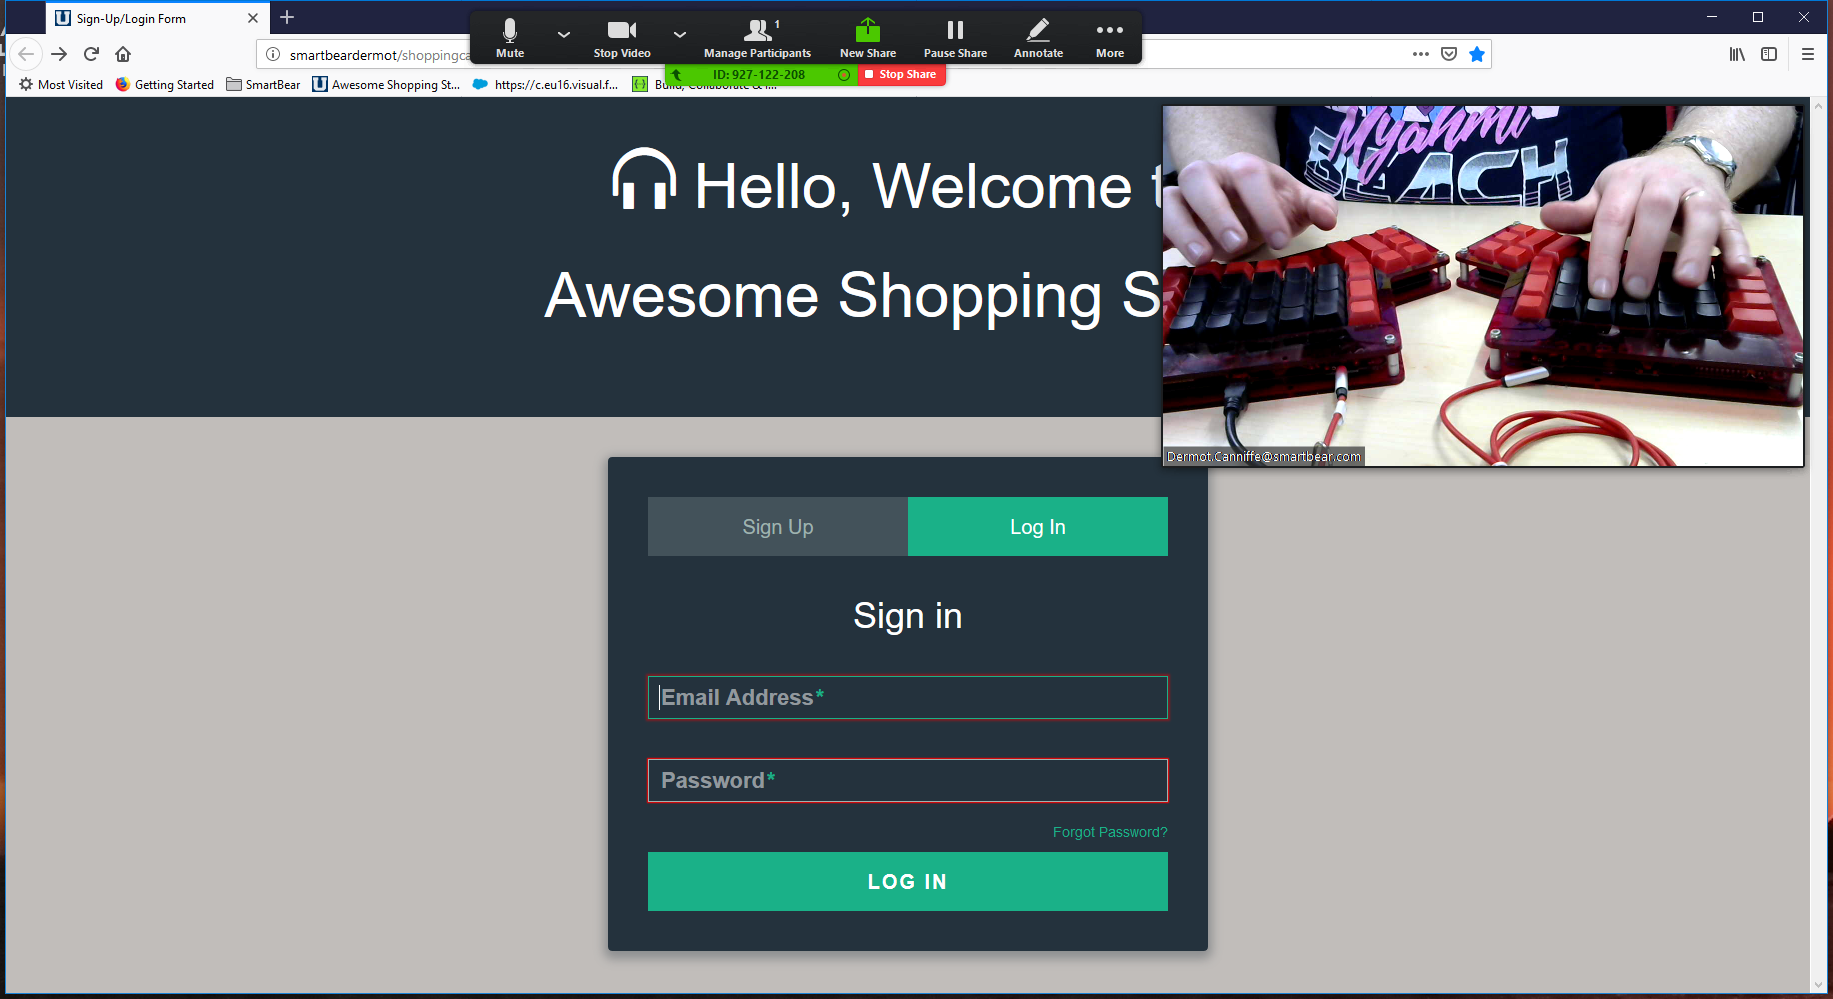 Sign-Up/Login Form
Mute
Stop Video
Manage Participants
1
New Share
Pause Share
Annotate
More
smartbeardermot/shoppingca
ID: 927-122-208
Stop Share
Most Visited
Getting Started
SmartBear
Awesome Shopping St...
https://c.eu16.visual.f...
Build, Collaborate & I...
Hello, Welcome t
Awesome Shopping S
Myahmi
BEACH
Dermot.Canniffe@smartbear.com
Sign Up
Log In
Sign in
Email Address*
Password*
Forgot Password?
LOG IN